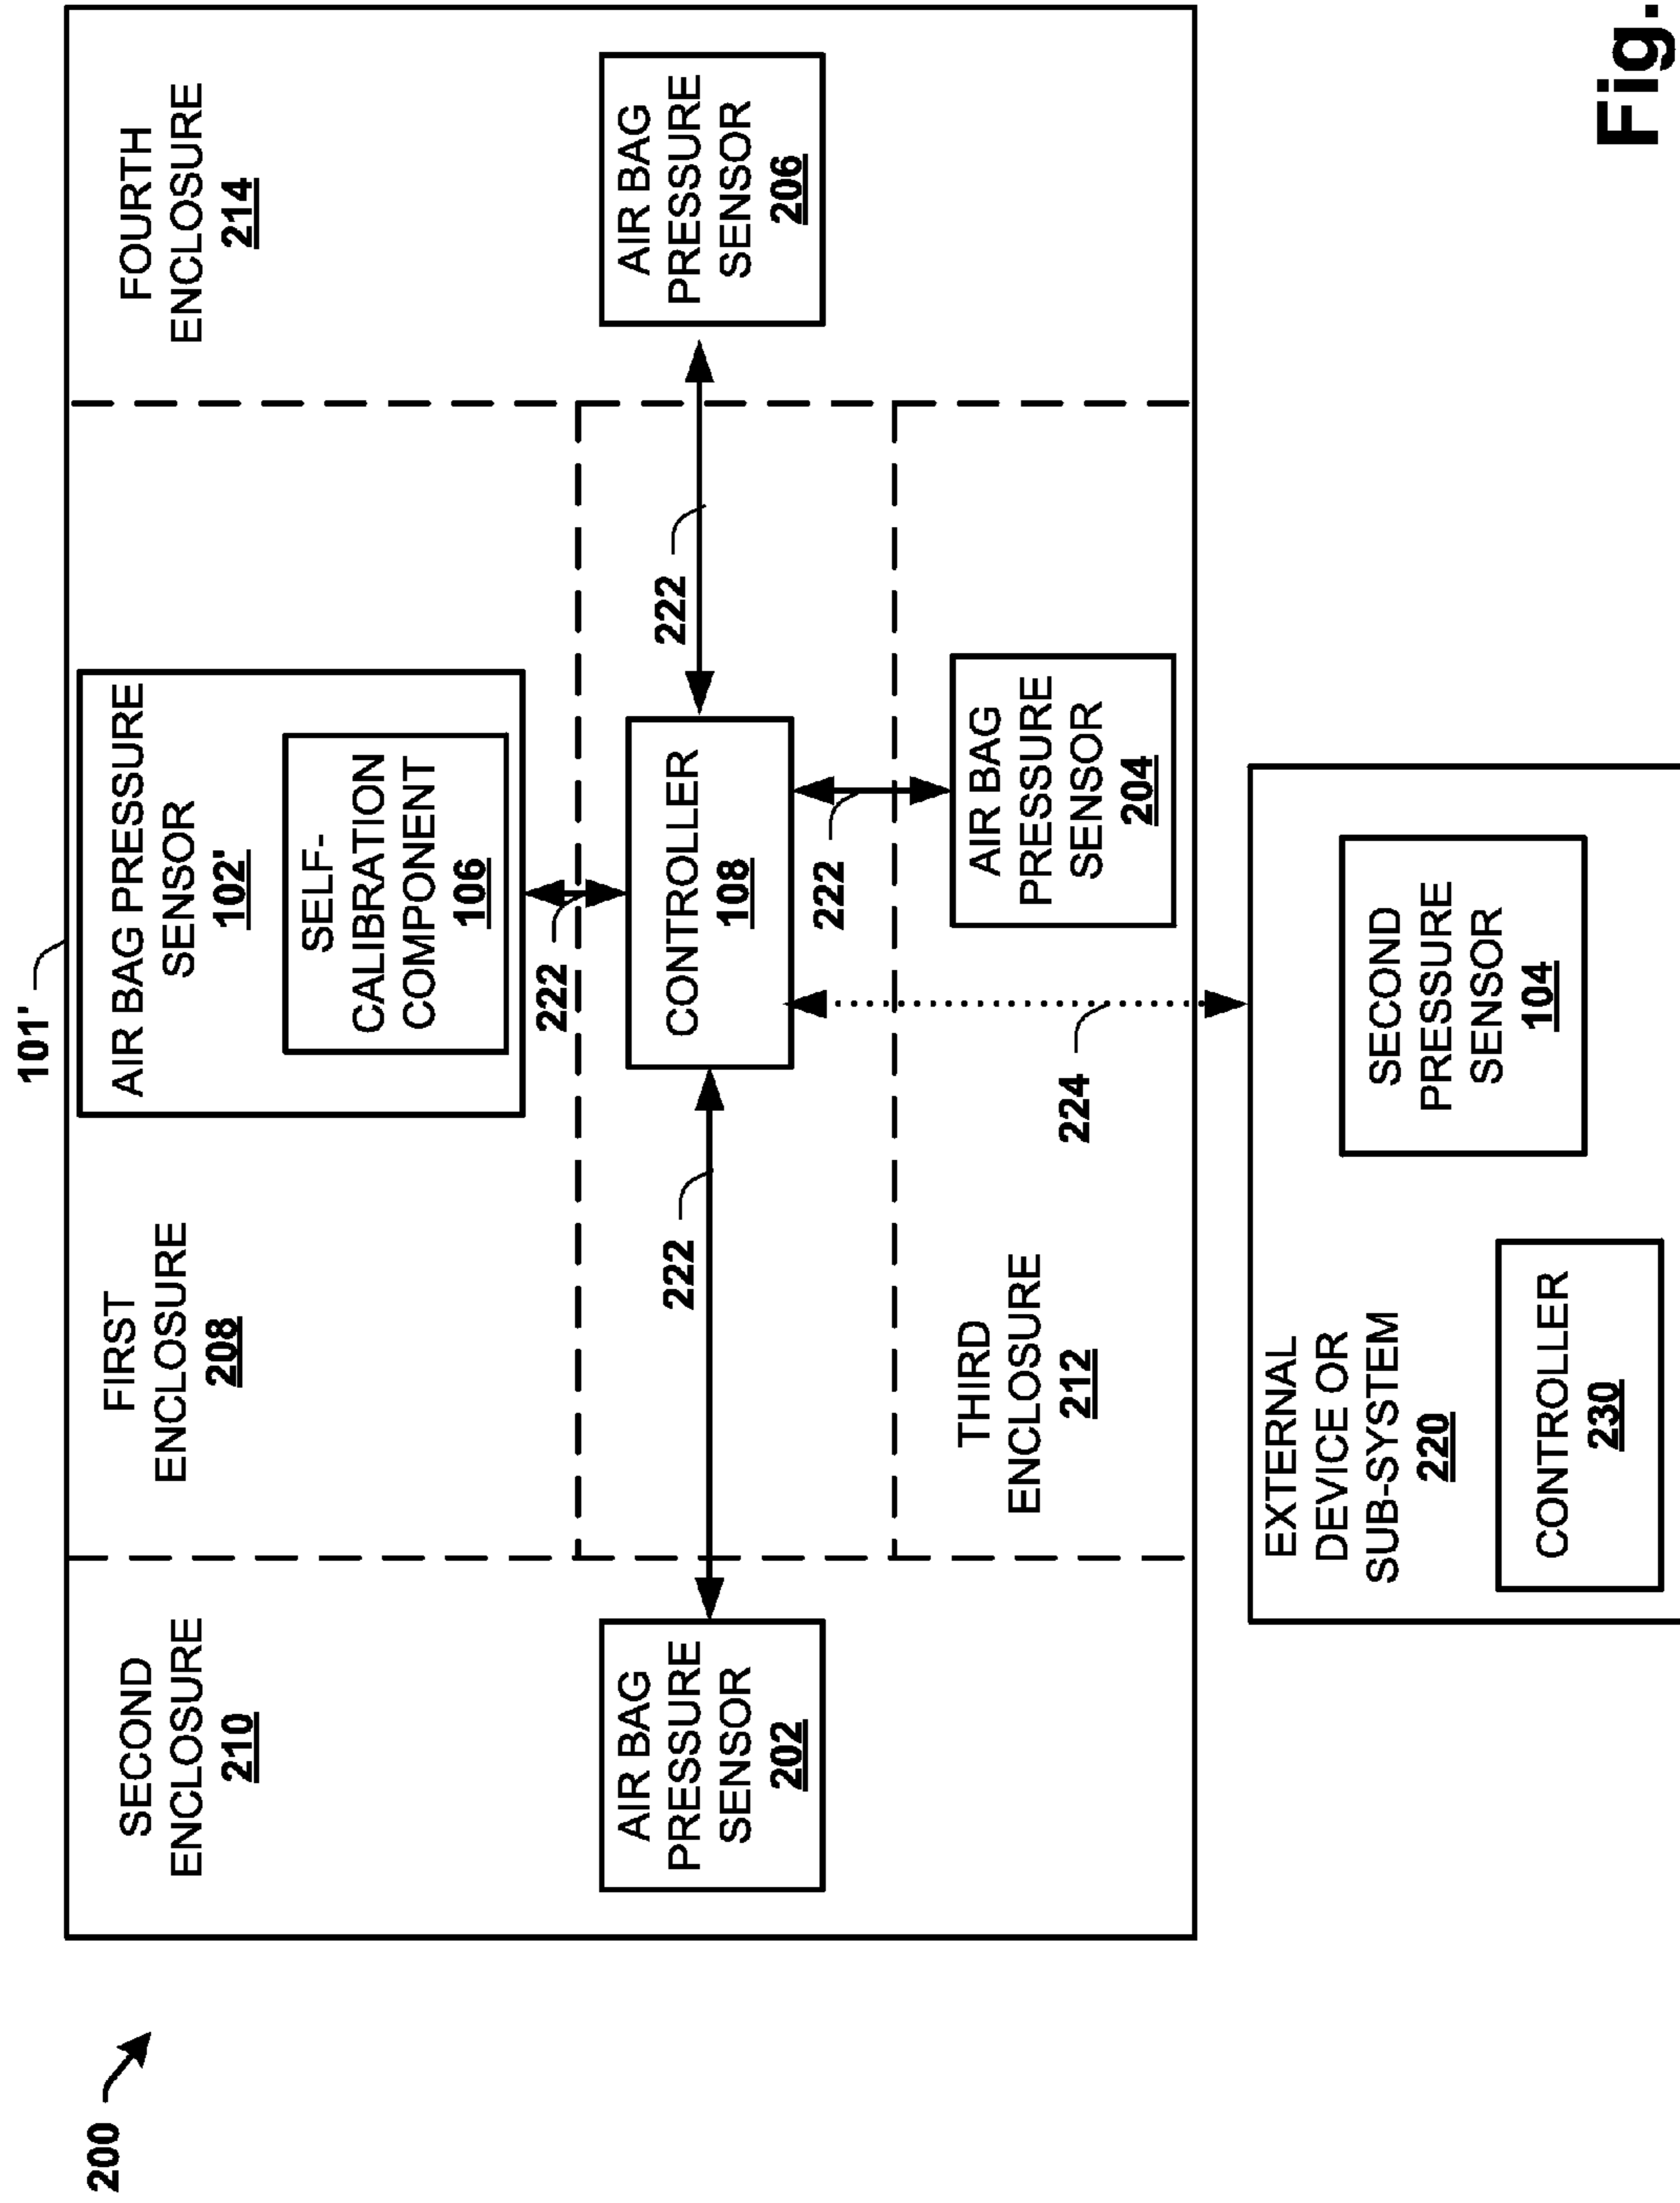 200
101'
SECOND
ENCLOSURE
210
FIRST
ENCLOSURE
208
AIR BAG PRESSURE
SENSOR
102'
SELF-
CALIBRATION
COMPONENT
106
FOURTH
ENCLOSURE
214
222
AIR BAG
PRESSURE
SENSOR
202
222
CONTROLLER
108
222
AIR BAG
PRESSURE
SENSOR
206
222
THIRD
ENCLOSURE
212
224
AIR BAG
PRESSURE
SENSOR
204
EXTERNAL
DEVICE OR
SUB-SYSTEM
220
SECOND
PRESSURE
SENSOR
104
CONTROLLER
230
Fig.